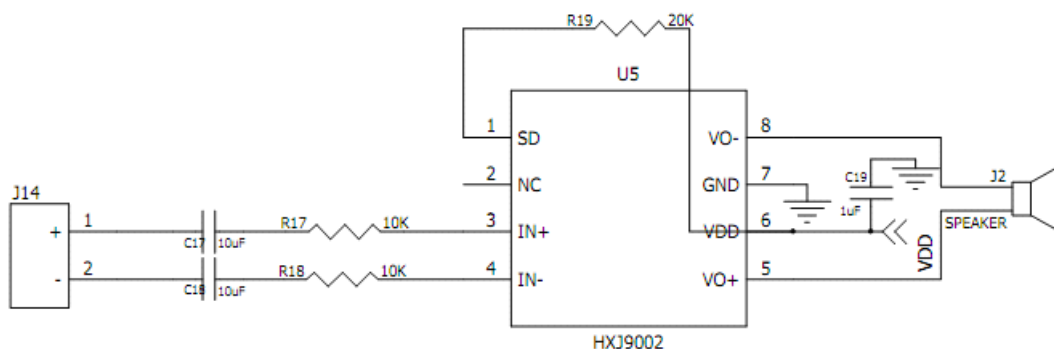 R19 20K
U5
1 SD VO- 8
2 NC GND 7
C19
1uF
J2
SPEAKER
J14
+ 1
C17 10uF
R17 10K
3 IN+ VDD 6
VDD
- 2
C18 10uF
R18 10K
4 IN- VO+ 5
HXJ9002